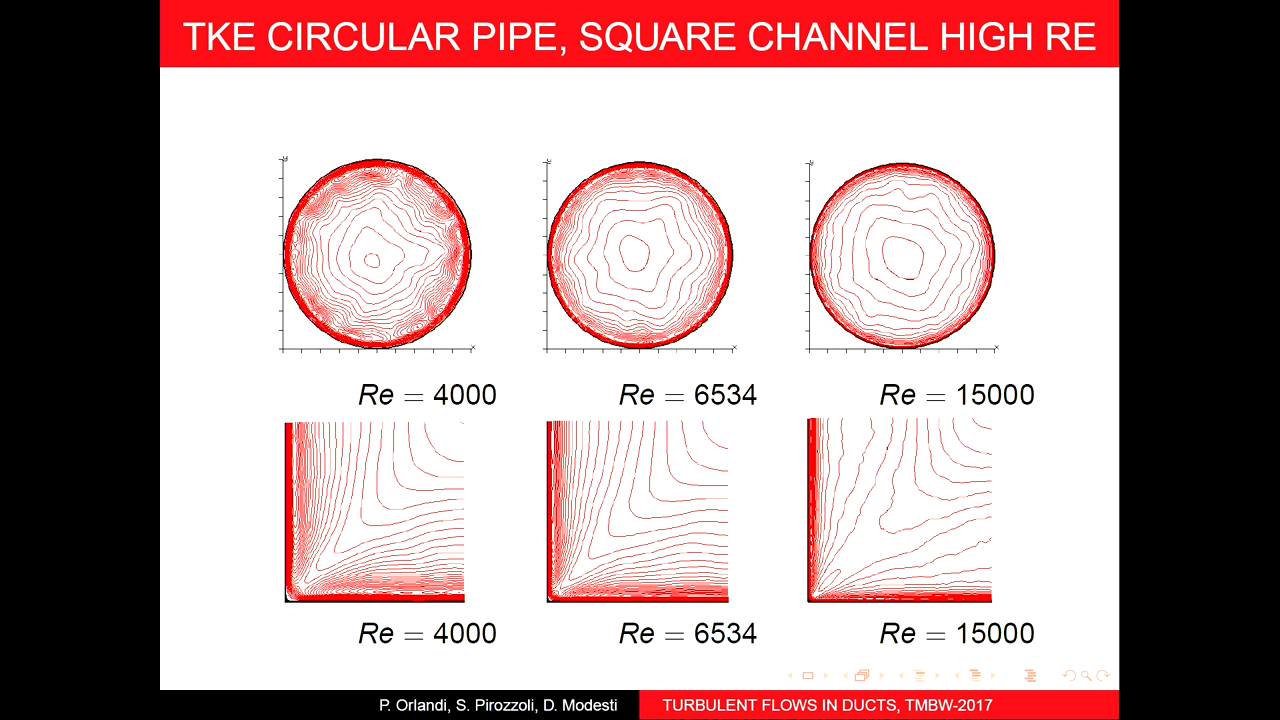 TKE CIRCULAR PIPE, SQUARE CHANNEL HIGH RE
Re = 4000
Re = 6534
Re = 15000
Re = 4000
Re = 6534
Re = 15000
P. Orlandi, S. Pirozzoli, D. Modesti
TURBULENT FLOWS IN DUCTS, TMBW-2017